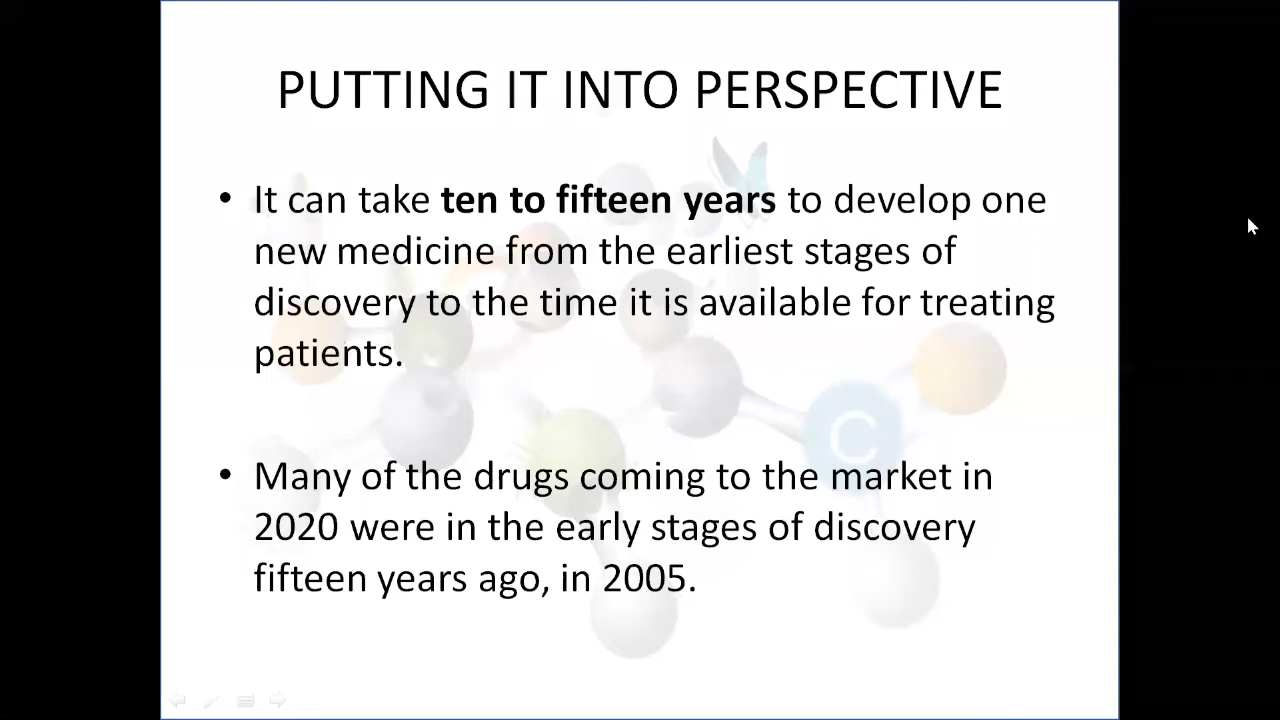 PUTTING IT INTO PERSPECTIVE
• It can take ten to fifteen years to develop one
new medicine from the earliest stages of
discovery to the time it is available for treating
patients.
• Many of the drugs coming to the market in
2020 were in the early stages of discovery
fifteen years ago, in 2005.
C